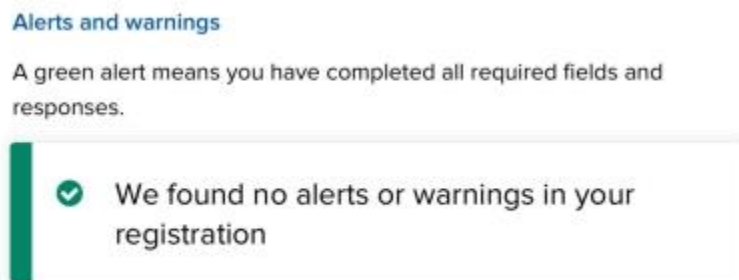 Alerts and warnings
A green alert means you have completed all required fields and
responses.
We found no alerts or warnings in your
registration